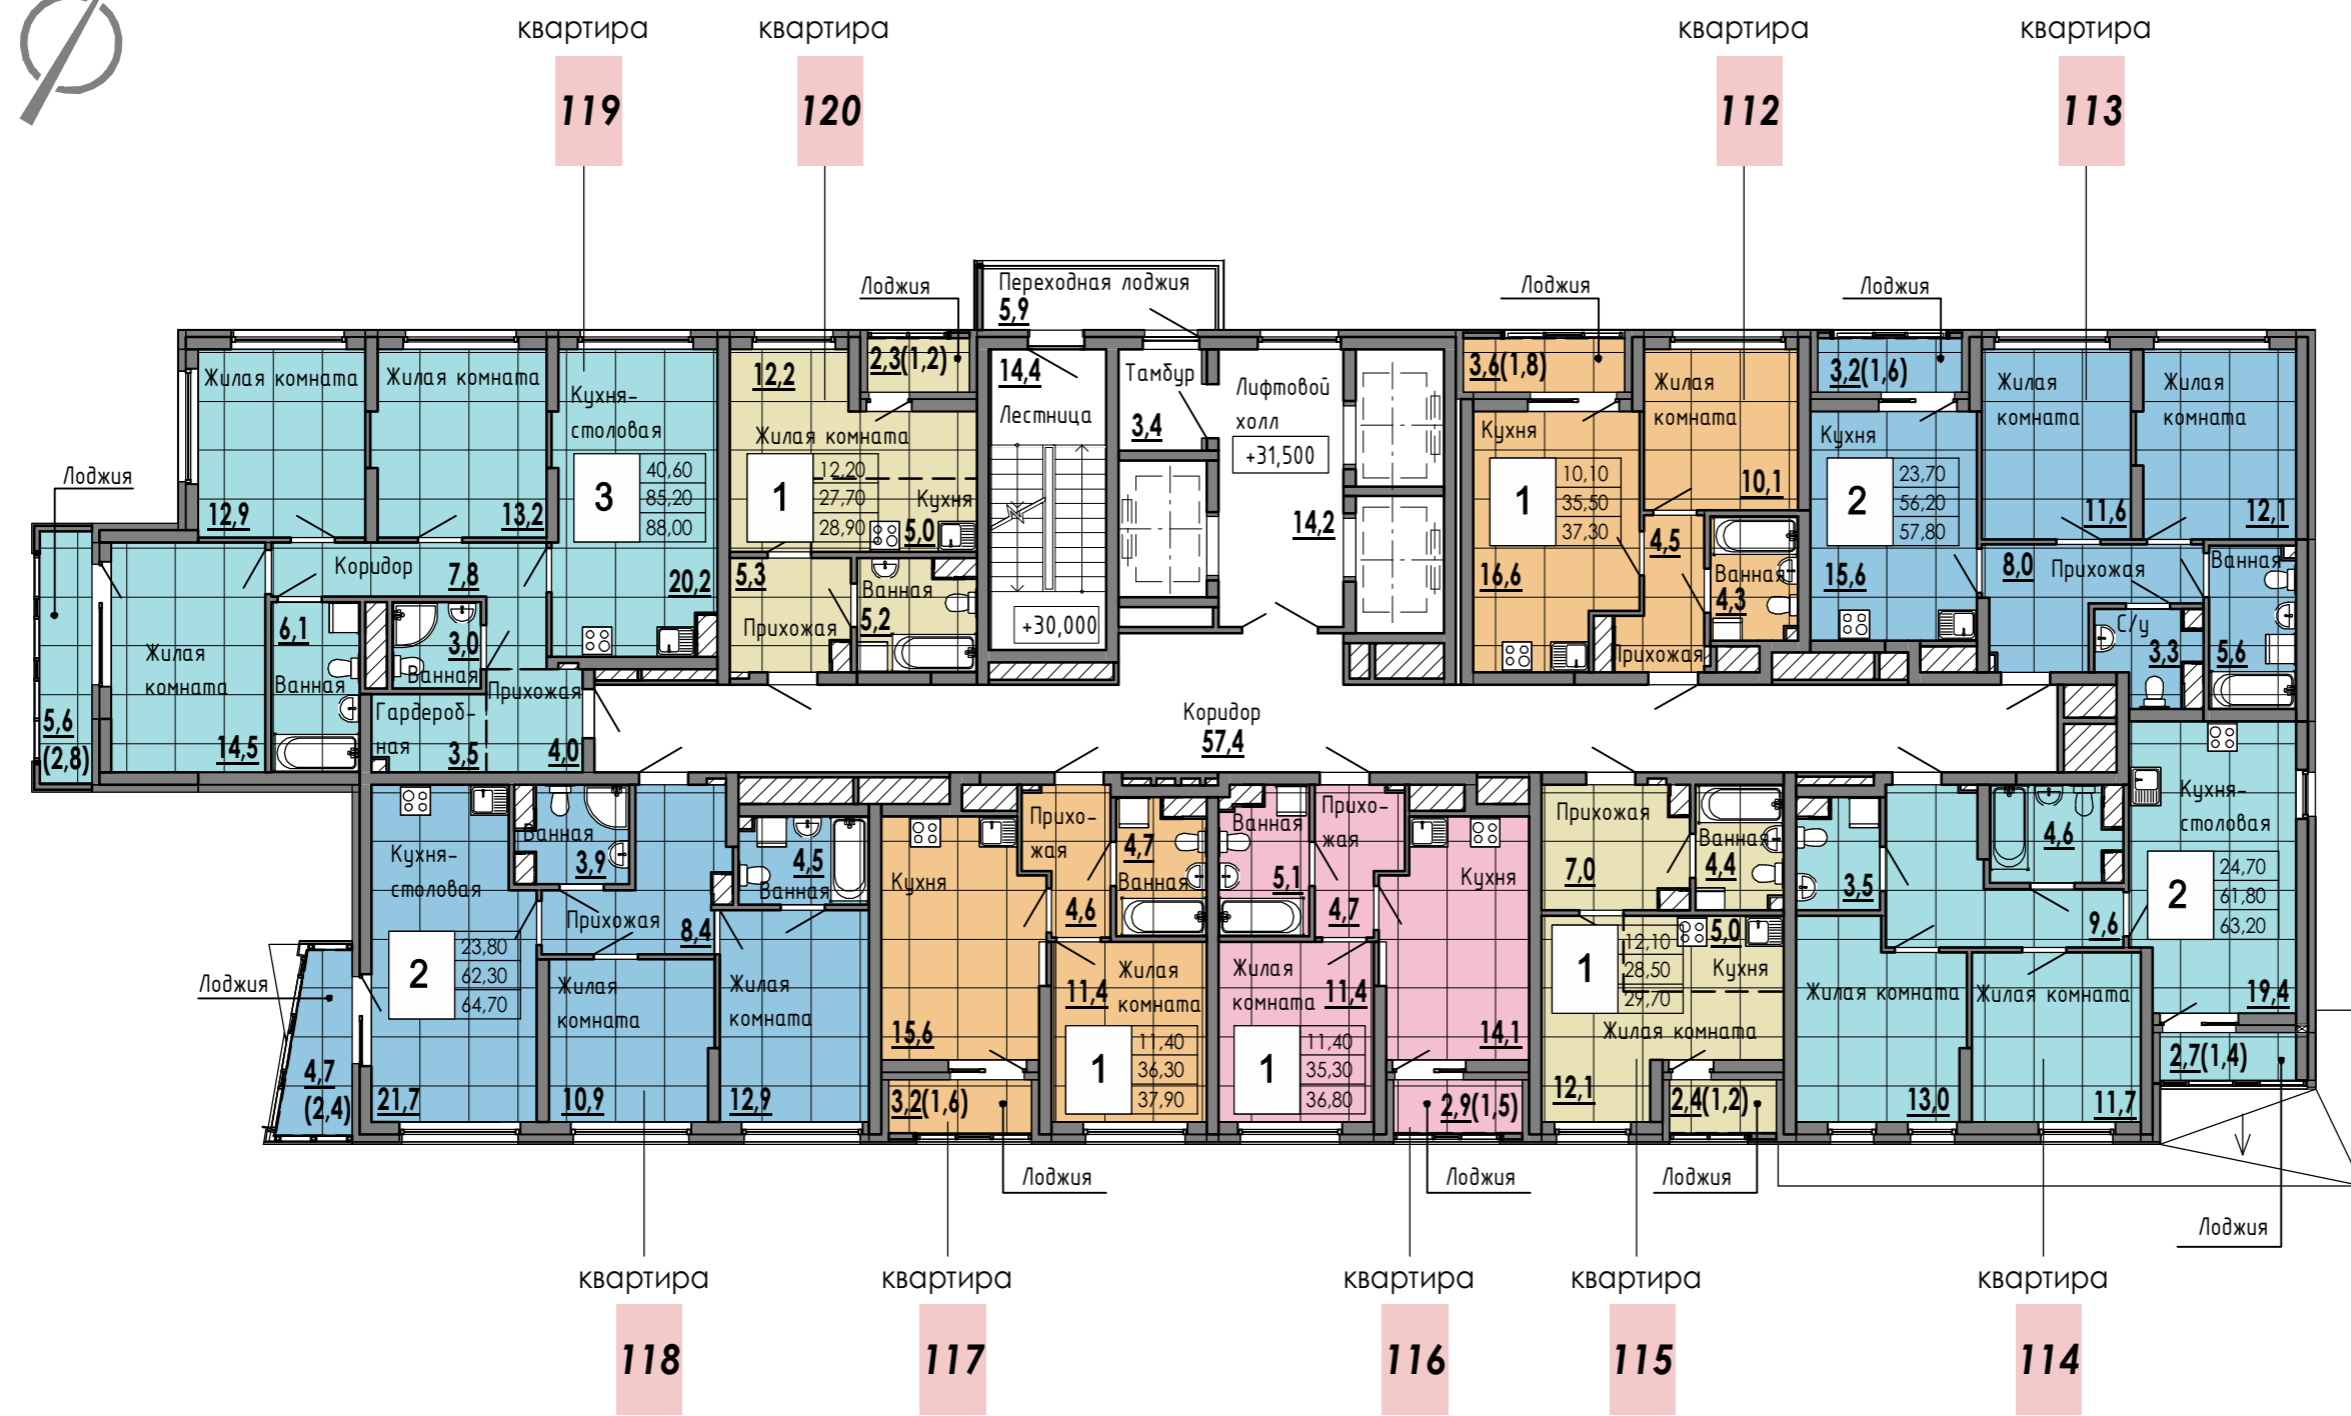 квартира
119
квартира
120
квартира
112
квартира
113
Лоджия
Переходная лоджия
5,9
Лоджия
Лоджия
Жилая комната
12,9
Жилая комната
13,2
Кухня-
столовая
3
40,60
85,20
88,00
20,2
12,2
2,3(1,2)
Жилая комната
1
12,20
27,70
28,90
Кухня
5,0
5,3
Прихожая
Ванная
5,2
14,4
Лестница
+30,000
Тамбур
3,4
Лифтовой
холл
+31,500
14,2
3,6(1,8)
Кухня
1
10,10
35,50
37,30
16,6
Жилая
комната
10,1
4,5
Прихожая
Ванная
4,3
3,2(1,6)
Кухня
2
23,70
56,20
57,80
15,6
Жилая
комната
11,6
Жилая
комната
12,1
8,0
Прихожая
Ванная
5,6
С/у
3,3
Лоджия
5,6
(2,8)
Жилая
комната
14,5
Коридор
7,8
6,1
Ванная
3,0
Ванная
Прихожая
4,0
Гардероб-
ная
3,5
Коридор
57,4
Кухня-
столовая
2
23,80
62,30
64,70
21,7
Ванная
3,9
Прихожая
8,4
4,5
Ванная
Жилая
комната
10,9
Жилая
комната
12,9
Лоджия
4,7
(2,4)
Кухня
15,6
Прихо-
жая
4,6
4,7
Ванная
Жилая
11,4
комната
1
11,40
36,30
37,90
3,2(1,6)
Лоджия
Ванная
5,1
Прихо-
жая
4,7
Кухня
14,1
Жилая
комната
11,4
1
11,40
35,30
36,80
2,9(1,5)
Лоджия
Прихожая
7,0
Ванная
4,4
5,0
Кухня
1
12,10
28,50
29,70
Жилая комната
12,1
2,4(1,2)
Лоджия
3,5
4,6
9,6
Жилая комната
13,0
Жилая комната
11,7
Кухня-
столовая
2
24,70
61,80
63,20
19,4
2,7(1,4)
Лоджия
квартира
118
квартира
117
квартира
116
квартира
115
квартира
114